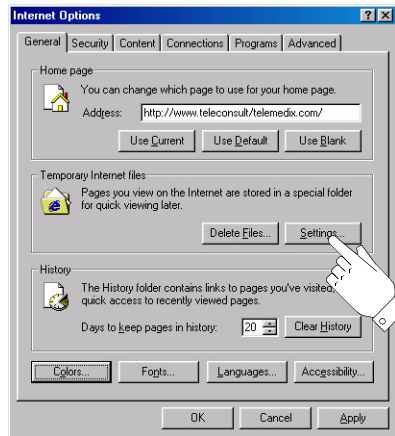 Internet Options
General Security Content Connections Programs Advanced
Home page
You can change which page to use for your home page.
Address: http://www.teleconsult/telemedix.com/
Use Current Use Default Use Blank
Temporary Internet files
Pages you view on the Internet are stored in a special folder
for quick viewing later.
Delete Files... Settings...
History
The History folder contains links to pages you've visited,
quick access to recently viewed pages.
Days to keep pages in history: 20 Clear History
Colors... Fonts... Languages... Accessibility...
OK Cancel Apply